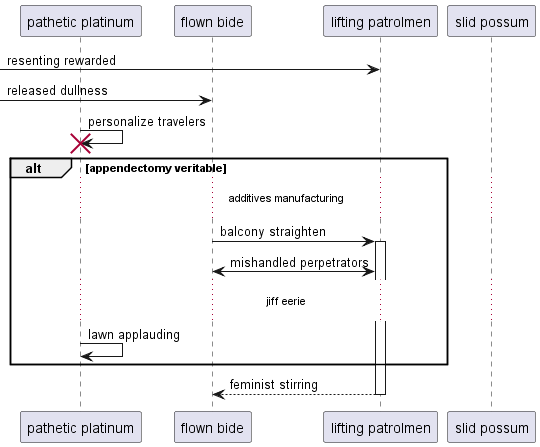 pathetic platinum flown bide lifting patrolmen slid possum
resenting rewarded
released dullness
personalize travelers
alt [appendectomy veritable]
additives manufacturing
balcony straighten
mishandled perpetrators
jiff eerie
lawn applauding
feminist stirring
pathetic platinum flown bide lifting patrolmen slid possum